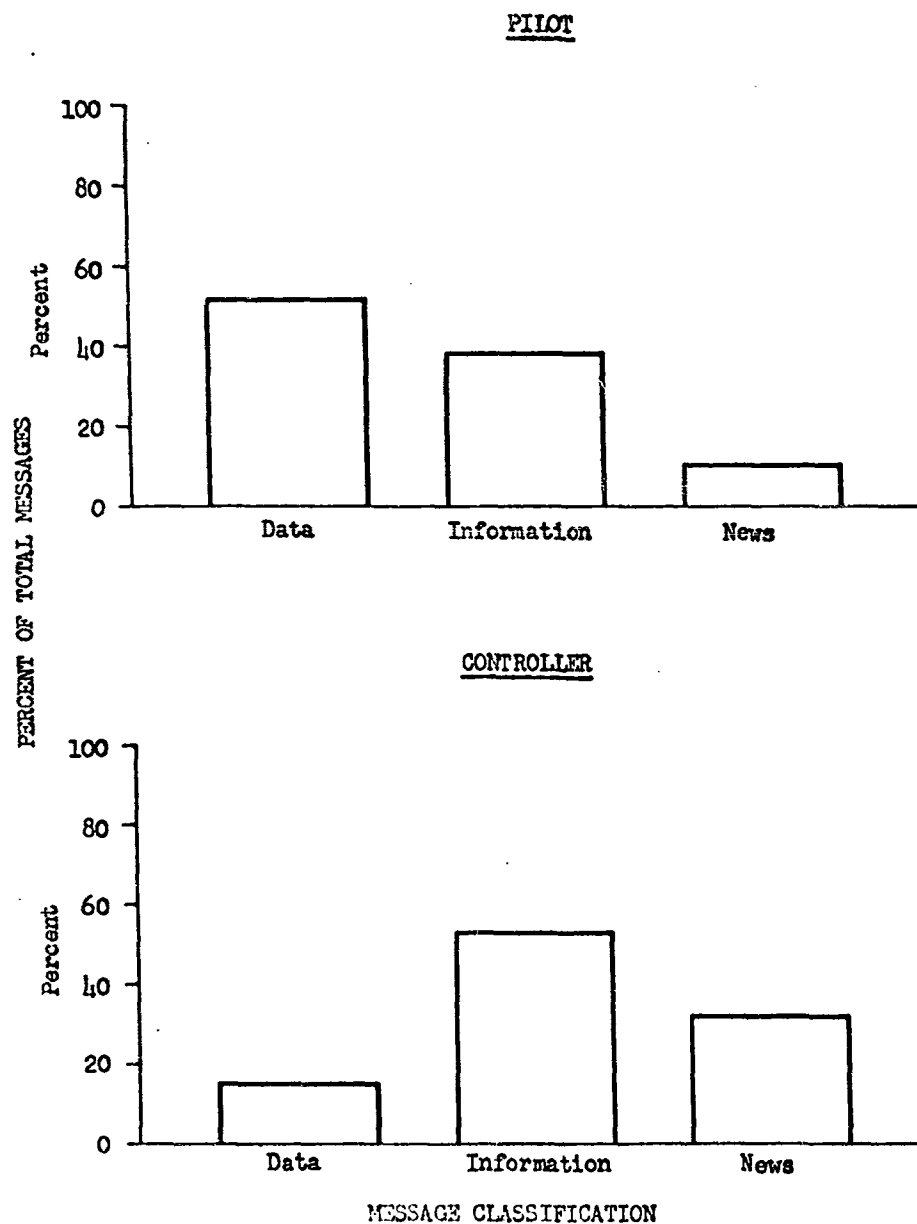 PILOT
100
80
60
40
20
0
Percent
Data Information News
PERCENT OF TOTAL MESSAGES
CONTROLLER
100
80
60
40
20
0
Percent
Data Information News
MESSAGE CLASSIFICATION